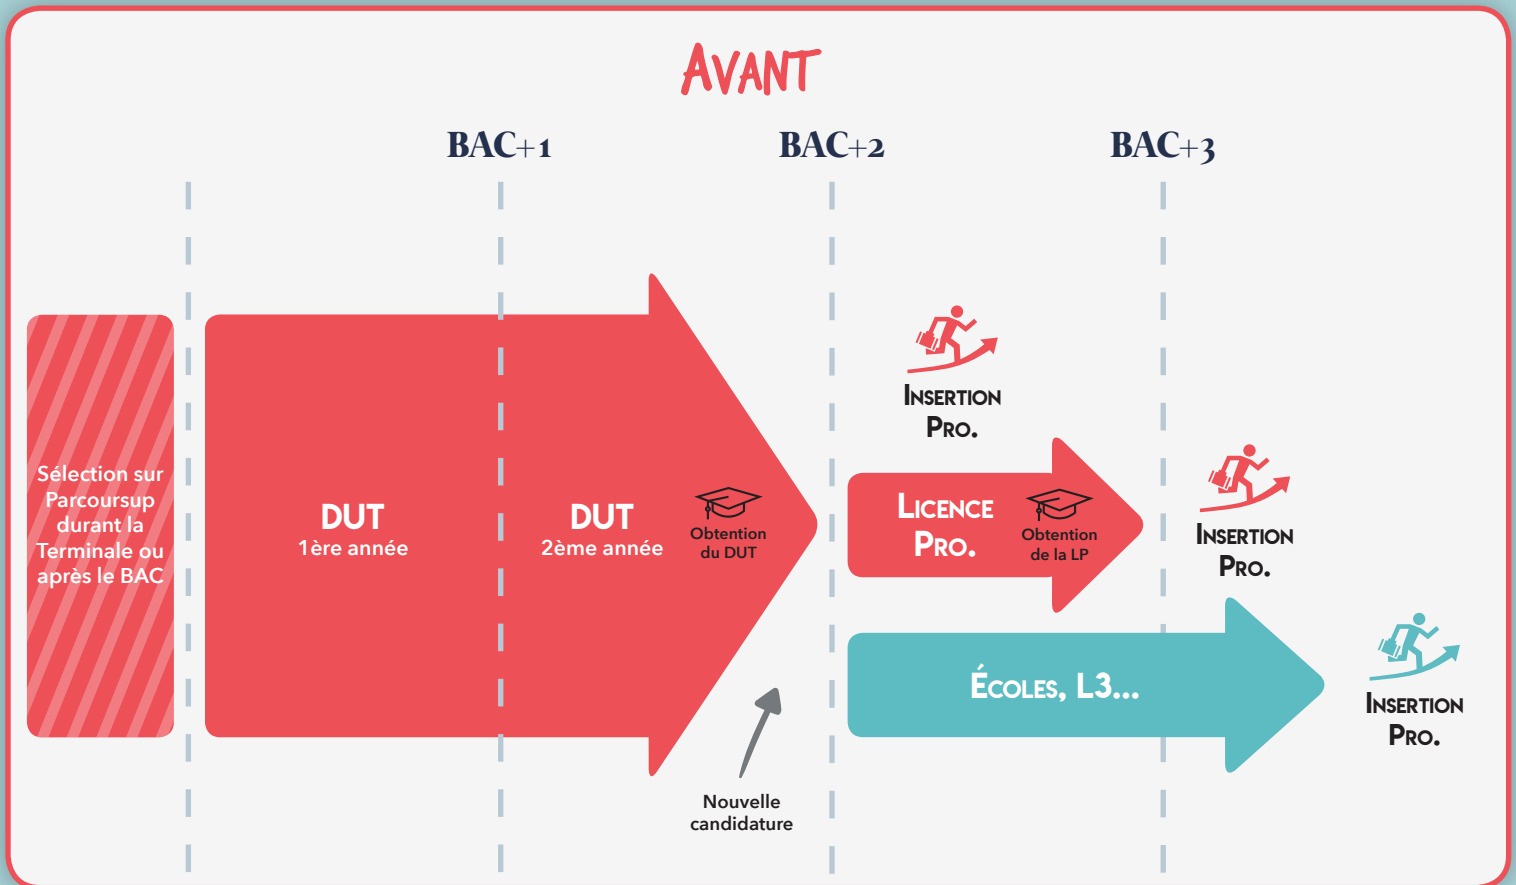 AVANT
BAC+1
BAC+2
BAC+3
Sélection sur
Parcoursup
durant la
Terminale ou
après le BAC
DUT
1ère année
DUT
2ème année
Obtention
du DUT
Nouvelle
candidature
INSERTION
PRO.
LICENCE
PRO.
Obtention
de la LP
INSERTION
PRO.
ÉCOLES, L3...
INSERTION
PRO.